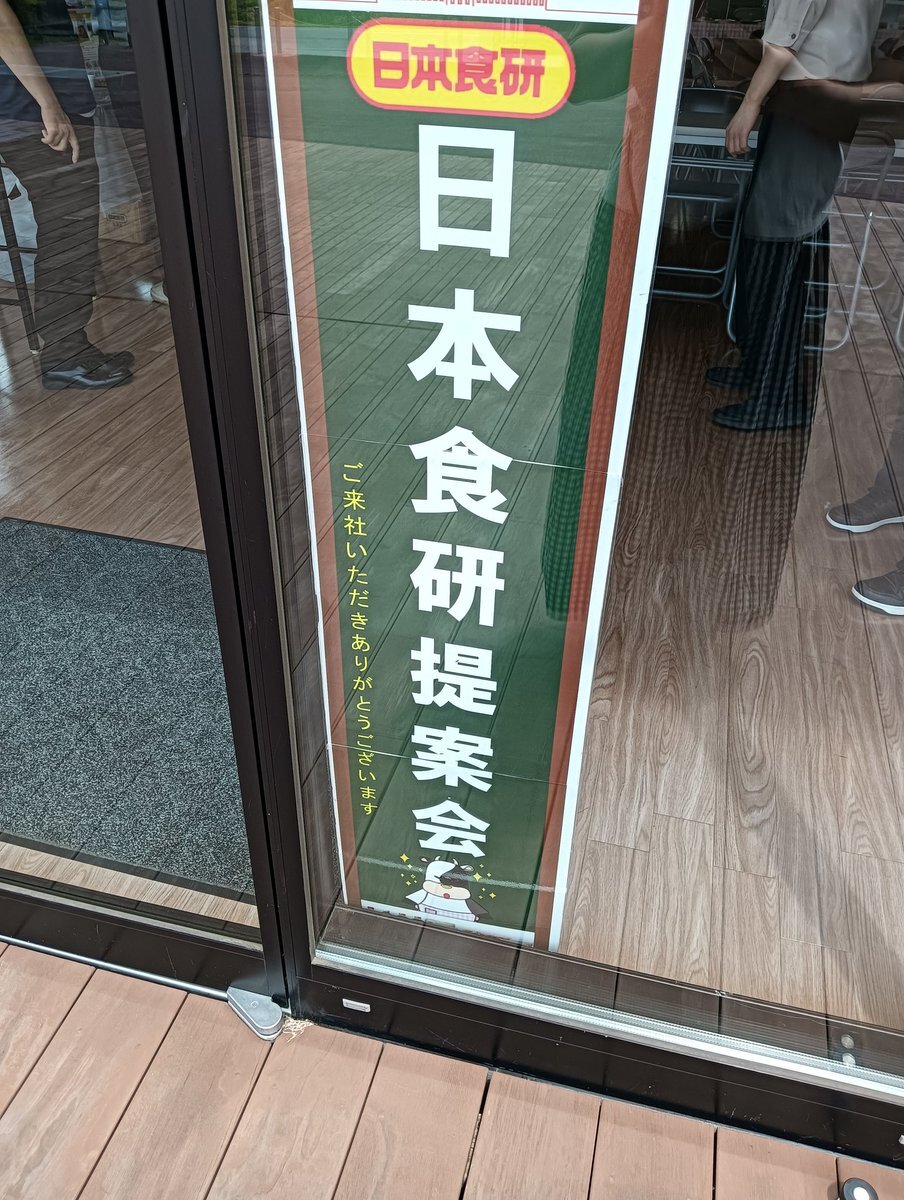 日本食研
日本食研提案会
ご来社いただきありがとうございます